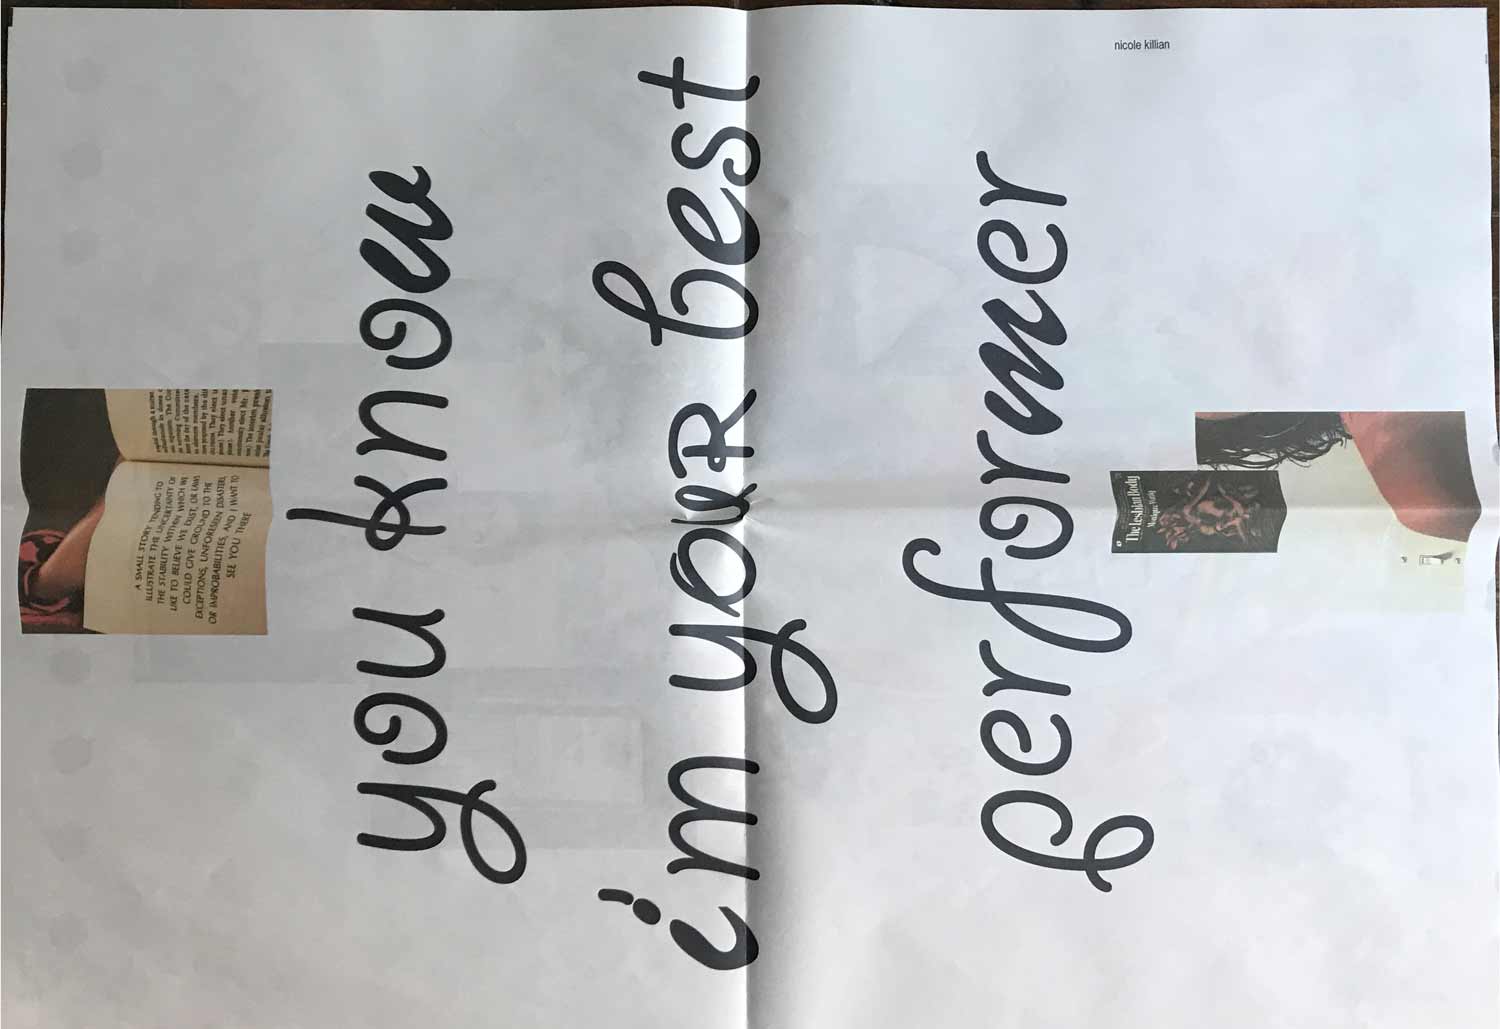 nicole killian
you know
i'm your best
performer
A SMALL STORY TENDING TO
ILLUSTRATE THE UNCERTAINTY OF
THE STABILITY WITHIN WHICH WE
LIKE TO BELIEVE WE EXIST, OR LAWS
COULD GIVE GROUND TO THE
EXCEPTIONS, UNFORESEEN DISASTERS,
OR IMPROBABILITIES, AND I WANT TO
SEE YOU THERE
The Lesbian Body
Monique Wittig